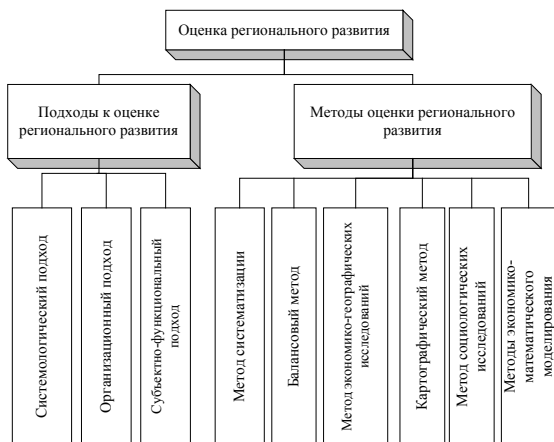 Оценка регионального развития
Подходы к оценке
регионального развития
Методы оценки регионального
развития
Системологический подход
Организационный подход
Субъектно-функциональный
подход
Метод систематизации
Балансовый метод
Метод экономико-географических
исследований
Картографический метод
Метод социологических
исследований
Методы экономико-
математического
моделирования